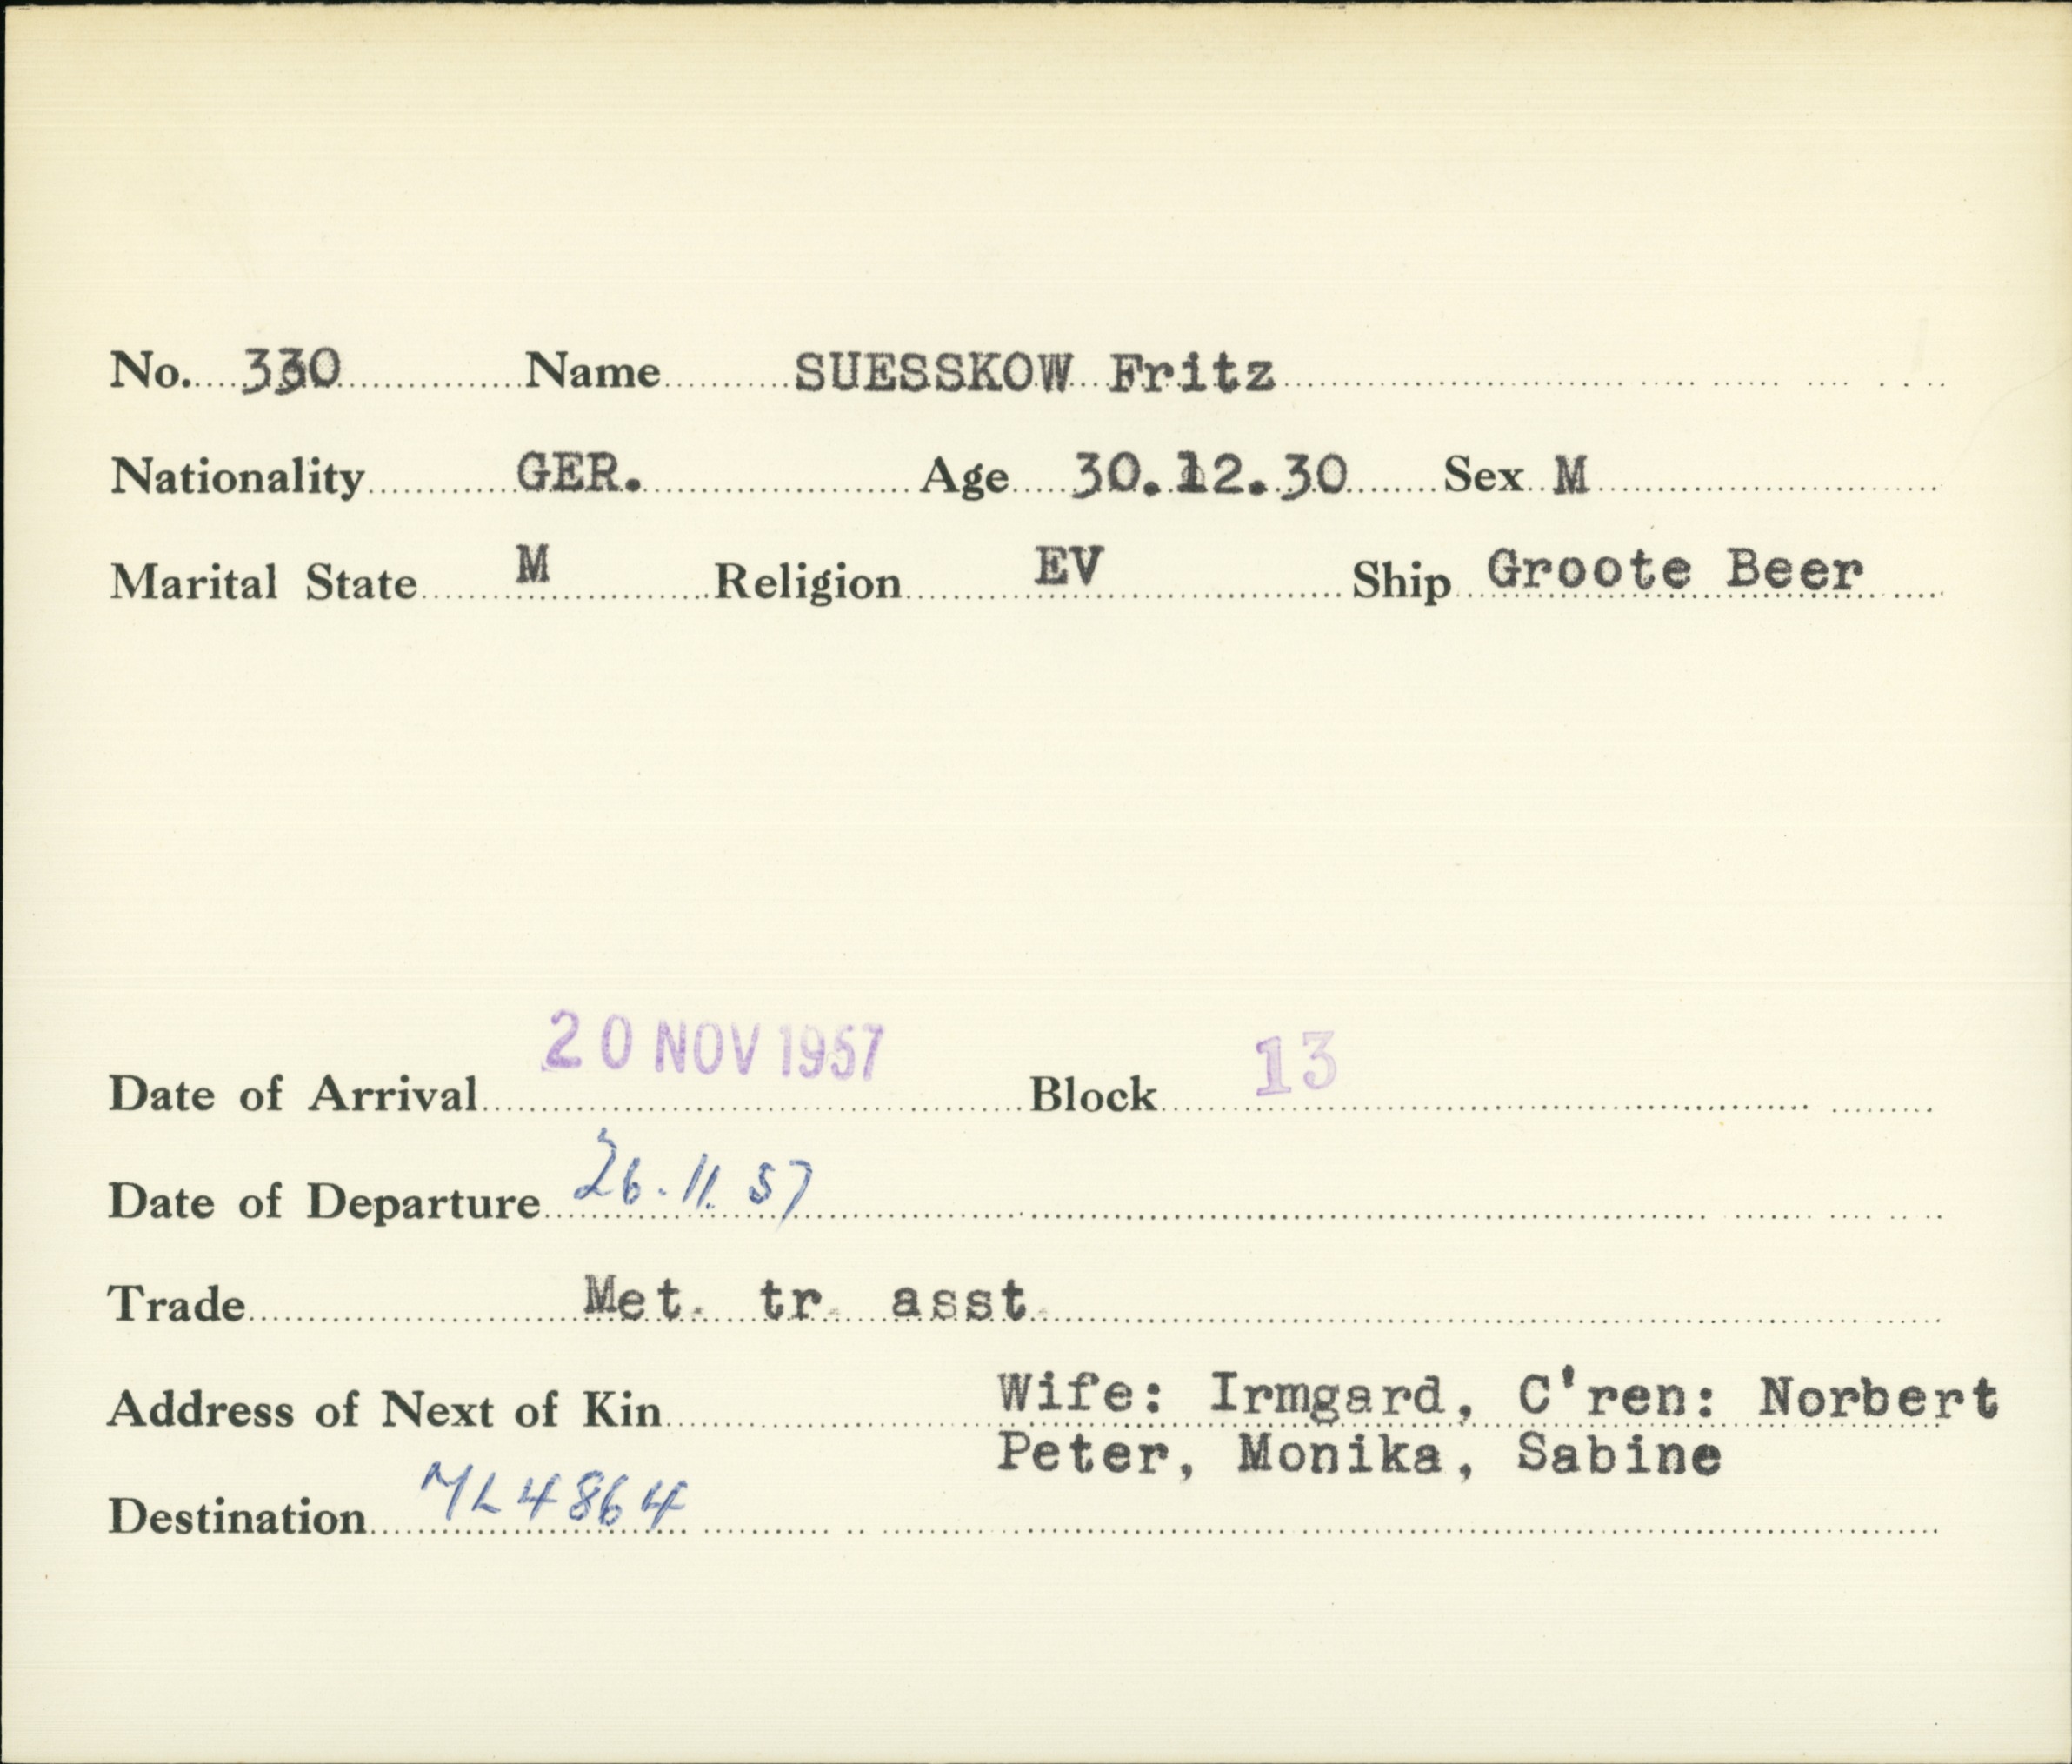 No. 330 Name SUESSKOW Fritz
Nationality GER. Age 30.12.30 Sex M
Marital State M Religion EV Ship Groote Beer
Date of Arrival 20 NOV 1957 Block 13
Date of Departure 26.11.57
Trade Met. tr. asst.
Address of Next of Kin Wife: Irmgard, C'ren: Norbert
Peter, Monika, Sabine
Destination ML4864